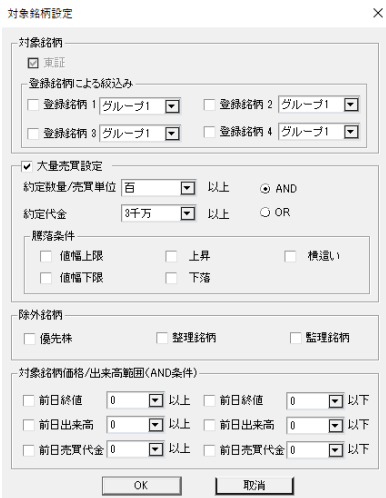 対象銘柄設定
対象銘柄
東証
登録銘柄による絞込み
登録銘柄 1 グループ1 登録銘柄 2 グループ1
登録銘柄 3 グループ1 登録銘柄 4 グループ1
大量売買設定
約定数量/売買単位 百 以上 AND
約定代金 3千万 以上 OR
騰落条件
値幅上限 上昇 横這い
値幅下限 下落
除外銘柄
優先株 整理銘柄 監理銘柄
対象銘柄価格/出来高範囲(AND条件)
前日終値 0 以上 前日終値 0 以下
前日出来高 0 以上 前日出来高 0 以下
前日売買代金 0 以上 前日売買代金 0 以下
OK 取消